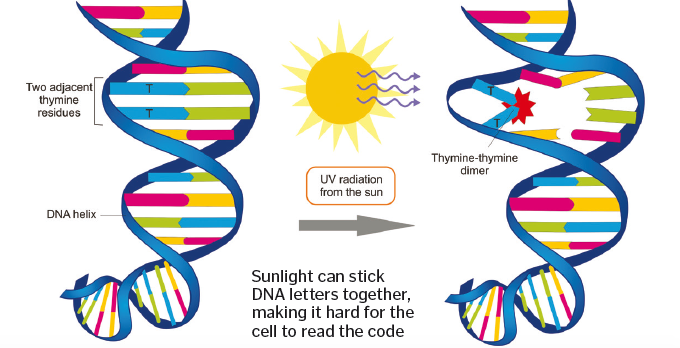 Two adjacent
thymine
residues
T
T
DNA helix
UV radiation
from the sun
Sunlight can stick
DNA letters together,
making it hard for the
cell to read the code
T
T
Thymine-thymine
dimer